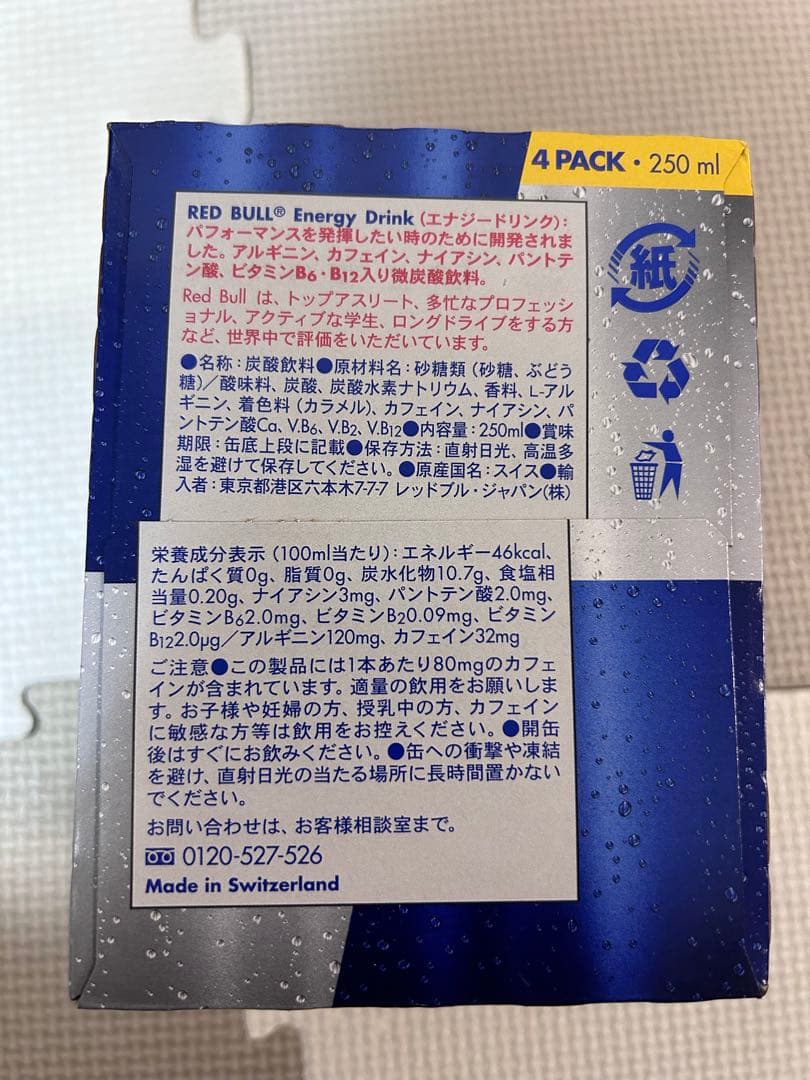 4 PACK・250 ml
RED BULL® Energy Drink (エナジードリンク):
パフォーマンスを発揮したい時のために開発されま
した。アルギニン、カフェイン、ナイアシン、パントテ
ン酸、ビタミンB6・B12入り微炭酸飲料。
Red Bull は、トップアスリート、多忙なプロフェッシ
ョナル、アクティブな学生、ロングドライブをする方
など、世界中で評価をいただいています。
●名称:炭酸飲料●原材料名:砂糖類(砂糖、ぶどう
糖)/酸味料、炭酸、炭酸水素ナトリウム、香料、L-アル
ギニン、着色料(カラメル)、カフェイン、ナイアシン、パ
ントテン酸Ca、V.B6、V.B2、V.B12●内容量:250ml●賞味
期限:缶底上段に記載●保存方法:直射日光、高温多
湿を避けて保存してください。●原産国名:スイス●輸
入者:東京都港区六本木7-7-7 レッドブル・ジャパン(株)
紙
栄養成分表示(100ml当たり):エネルギー46kcal、
たんぱく質0g、脂質0g、炭水化物10.7g、食塩相
当量0.20g、ナイアシン3mg、パントテン酸2.0mg、
ビタミンB62.0mg、ビタミンB20.09mg、ビタミン
B122.0μg/アルギニン120mg、カフェイン32mg
ご注意●この製品には1本あたり80mgのカフェ
インが含まれています。適量の飲用をお願いしま
す。お子様や妊婦の方、授乳中の方、カフェイン
に敏感な方等は飲用をお控えください。●開缶
後はすぐにお飲みください。●缶への衝撃や凍結
を避け、直射日光の当たる場所に長時間置かない
でください。
お問い合わせは、お客様相談室まで。
0120-527-526
Made in Switzerland